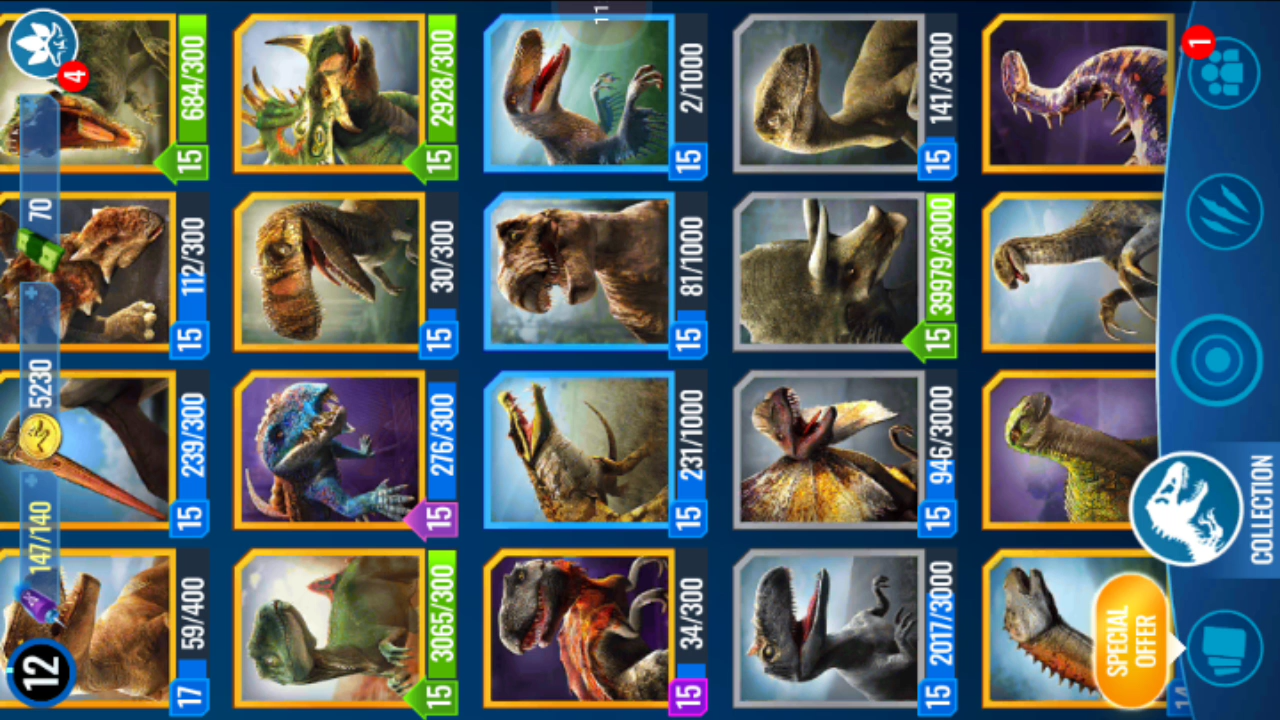 12 147/140 5230 70
4
17 59/400 15 239/300 15 112/300 15 684/300
15 3065/300 15 276/300 15 30/300 15 2928/300
11
15 34/300 15 231/1000 15 81/1000 15 2/1000
15 2017/3000 15 946/3000 15 39979/3000 15 141/3000
SPECIAL
OFFER
14
1
COLLECTION